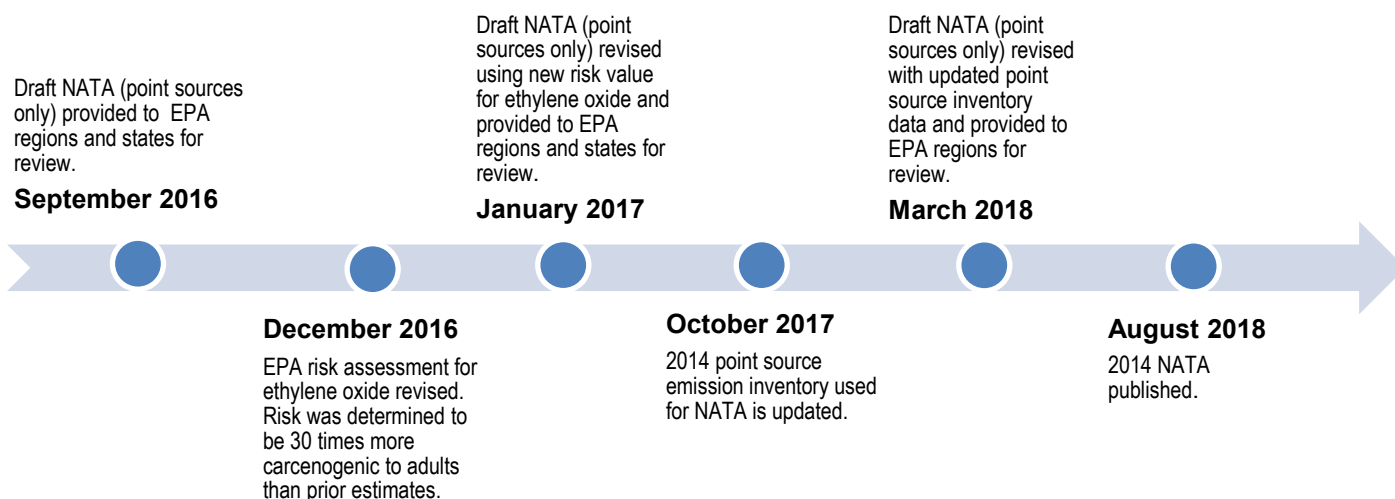 Draft NATA (point sources
only) provided to EPA
regions and states for
review.
September 2016
December 2016
EPA risk assessment for
ethylene oxide revised.
Risk was determined to
be 30 times more
carcenogenic to adults
than prior estimates.
Draft NATA (point
sources only) revised
using new risk value
for ethylene oxide and
provided to EPA
regions and states for
review.
January 2017
October 2017
2014 point source
emission inventory used
for NATA is updated.
Draft NATA (point
sources only) revised
with updated point
source inventory
data and provided to
EPA regions for
review.
March 2018
August 2018
2014 NATA
published.